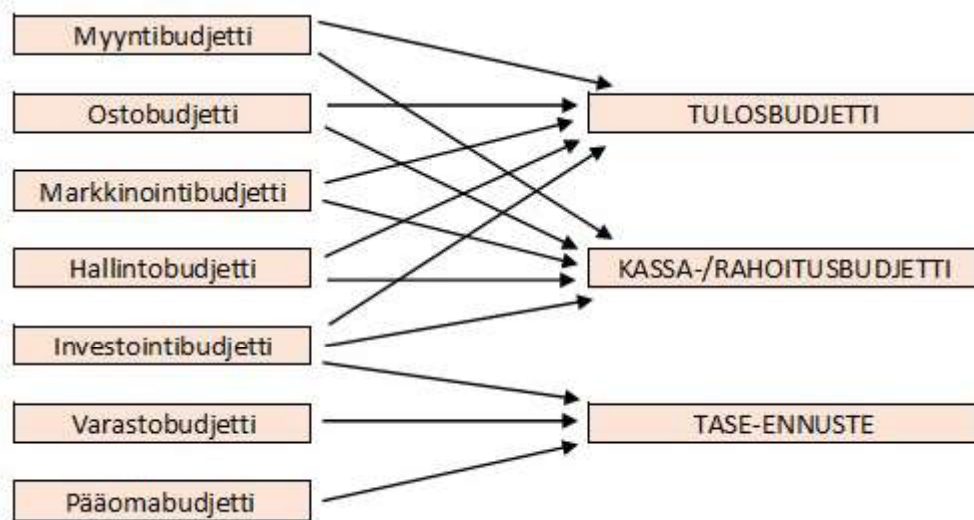 Myyntibudjetti
Ostobudjetti
Markkinointibudjetti
Hallintobudjetti
Investointibudjetti
Varastobudjetti
Pääomabudjetti
TULOSBUDJETTI
KASSA-/RAHOITUSBUDJETTI
TASE-ENNUSTE